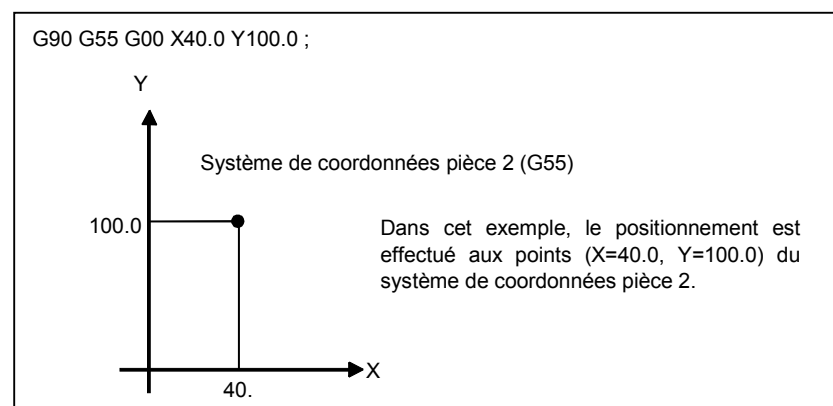 G90 G55 G00 X40.0 Y100.0 ;
Y
Système de coordonnées pièce 2 (G55)
100.0
Dans cet exemple, le positionnement est
effectué aux points (X=40.0, Y=100.0) du
système de coordonnées pièce 2.
X
40.